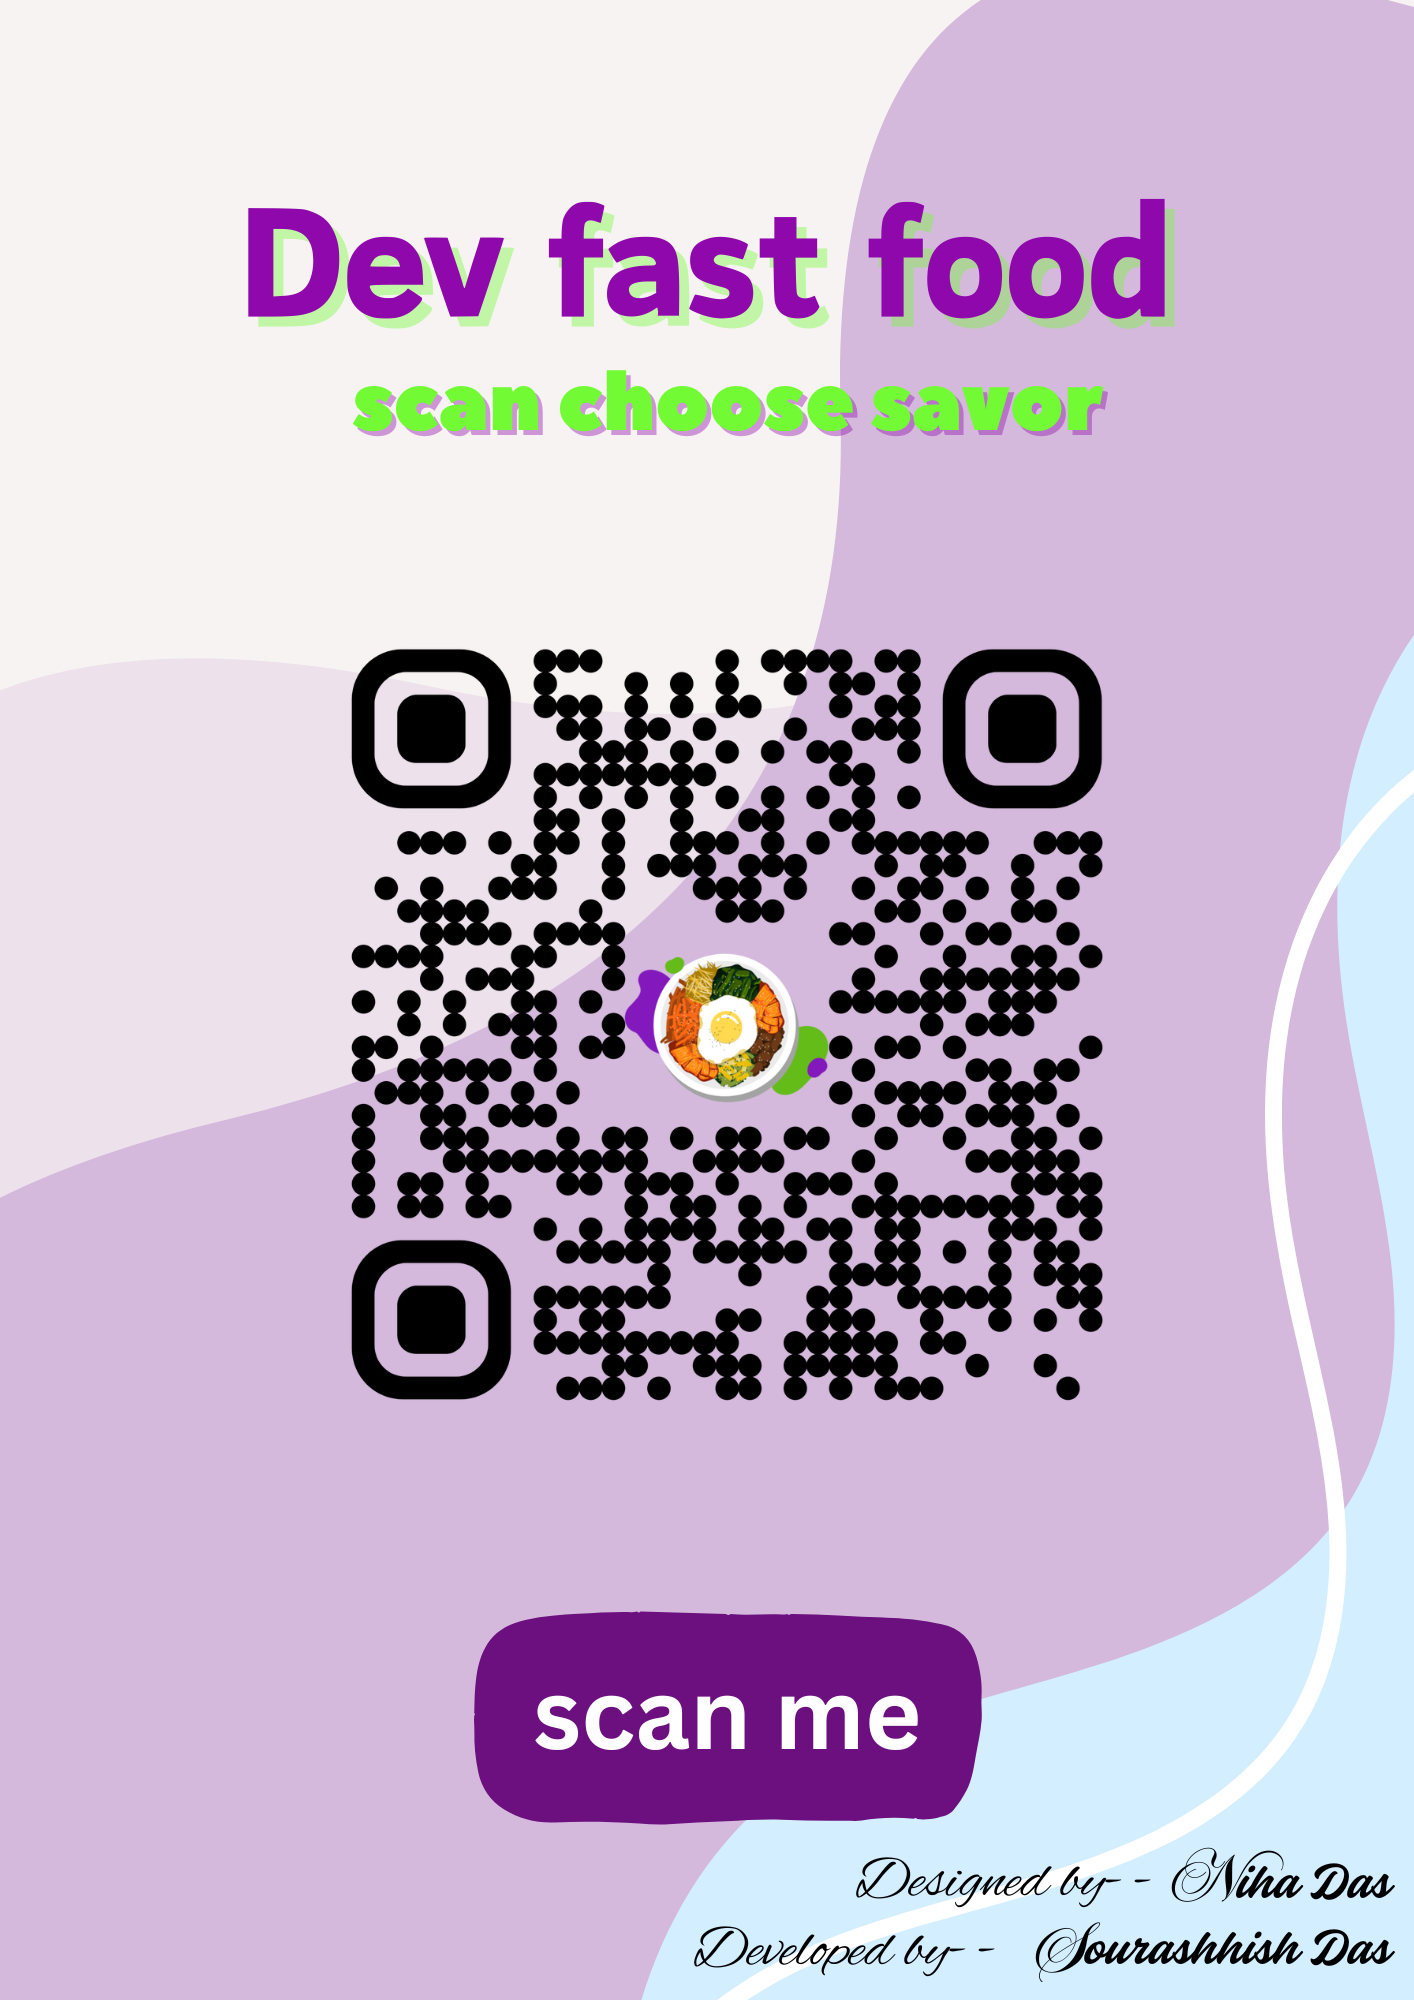 Dev fast food
scan choose savor
scan me
Designed by-- Niha Das
Developed by-- Sourashhish Das